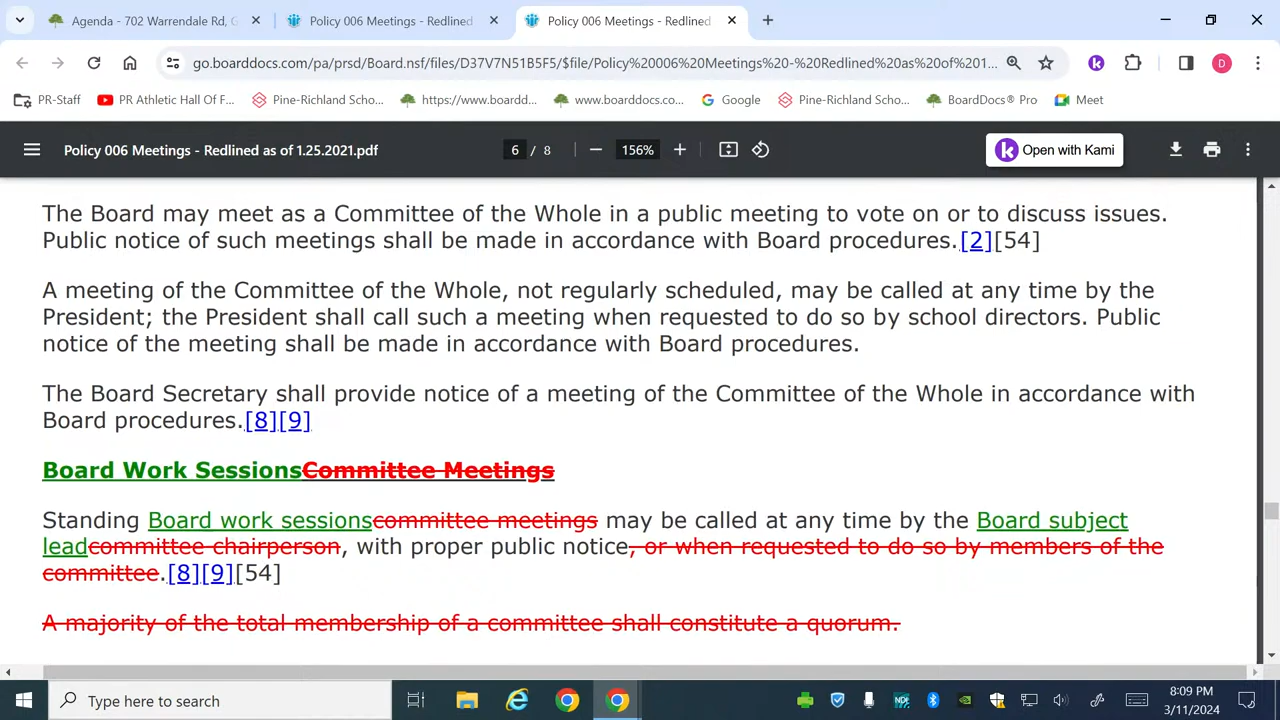 Agenda - 702 Warrendale Rd, G
Policy 006 Meetings - Redlined
Policy 006 Meetings - Redlined
go.boarddocs.com/pa/prsd/Board.nsf/files/D37V7N51B5F5/$file/Policy%20006%20Meetings%20-%20Redlined%20as%20of%201...
D
PR-Staff
PR Athletic Hall Of F...
Pine-Richland Scho...
https://www.boardd...
www.boarddocs.co...
Google
Pine-Richland Scho...
BoardDocs® Pro
Meet
Policy 006 Meetings - Redlined as of 1.25.2021.pdf
6 / 8
156%
Open with Kami
The Board may meet as a Committee of the Whole in a public meeting to vote on or to discuss issues.
Public notice of such meetings shall be made in accordance with Board procedures.[2][54]
A meeting of the Committee of the Whole, not regularly scheduled, may be called at any time by the
President; the President shall call such a meeting when requested to do so by school directors. Public
notice of the meeting shall be made in accordance with Board procedures.
The Board Secretary shall provide notice of a meeting of the Committee of the Whole in accordance with
Board procedures.[8][9]
Board Work SessionsCommittee Meetings
Standing Board work sessionscommittee meetings may be called at any time by the Board subject
leadcommittee chairperson, with proper public notice, or when requested to do so by members of the
committee.[8][9][54]
A majority of the total membership of a committee shall constitute a quorum.
Type here to search
8:09 PM
3/11/2024